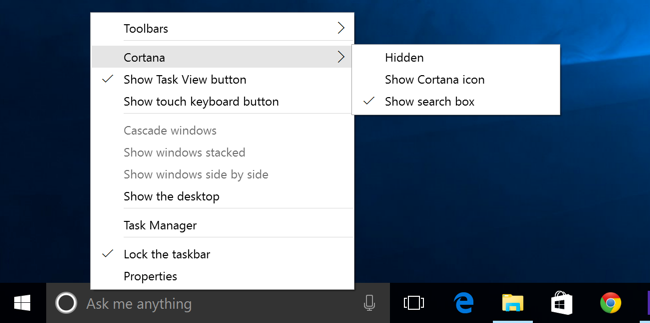 Toolbars
Cortana
Show Task View button
Show touch keyboard button
Cascade windows
Show windows stacked
Show windows side by side
Show the desktop
Task Manager
Lock the taskbar
Properties
Hidden
Show Cortana icon
Show search box
Ask me anything